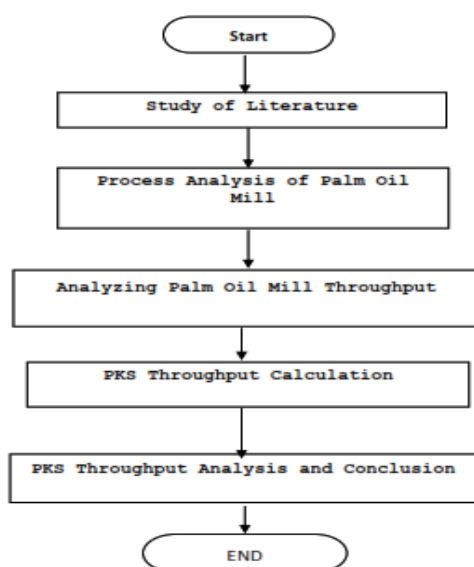 Start
Study of Literature
Process Analysis of Palm Oil
Mill
Analyzing Palm Oil Mill Throughput
PKS Throughput Calculation
PKS Throughput Analysis and Conclusion
END